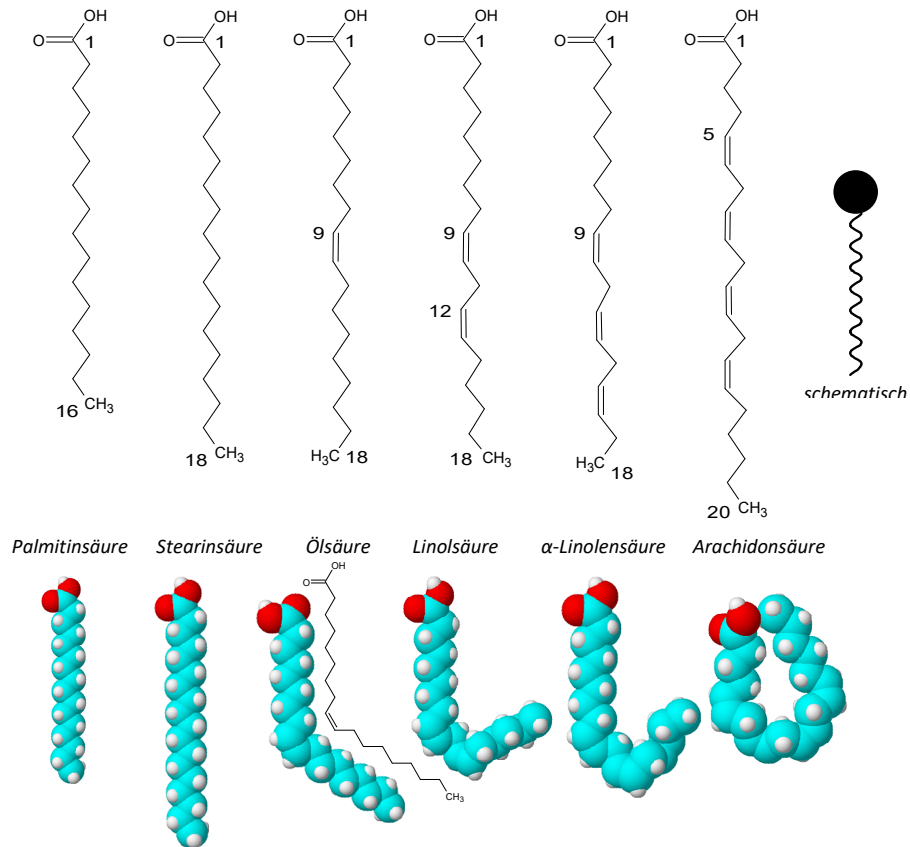 OH OH OH OH OH OH
O 1 O 1 O 1 O 1 O 1 O 1
5
9 9 9
12
16 CH3
schematisch
18 CH3
H3C 18
18 CH3
H3C 18
20 CH3
Palmitinsäure Stearinsäure Ölsäure Linolsäure α-Linolensäure Arachidonsäure
OH
O
CH3